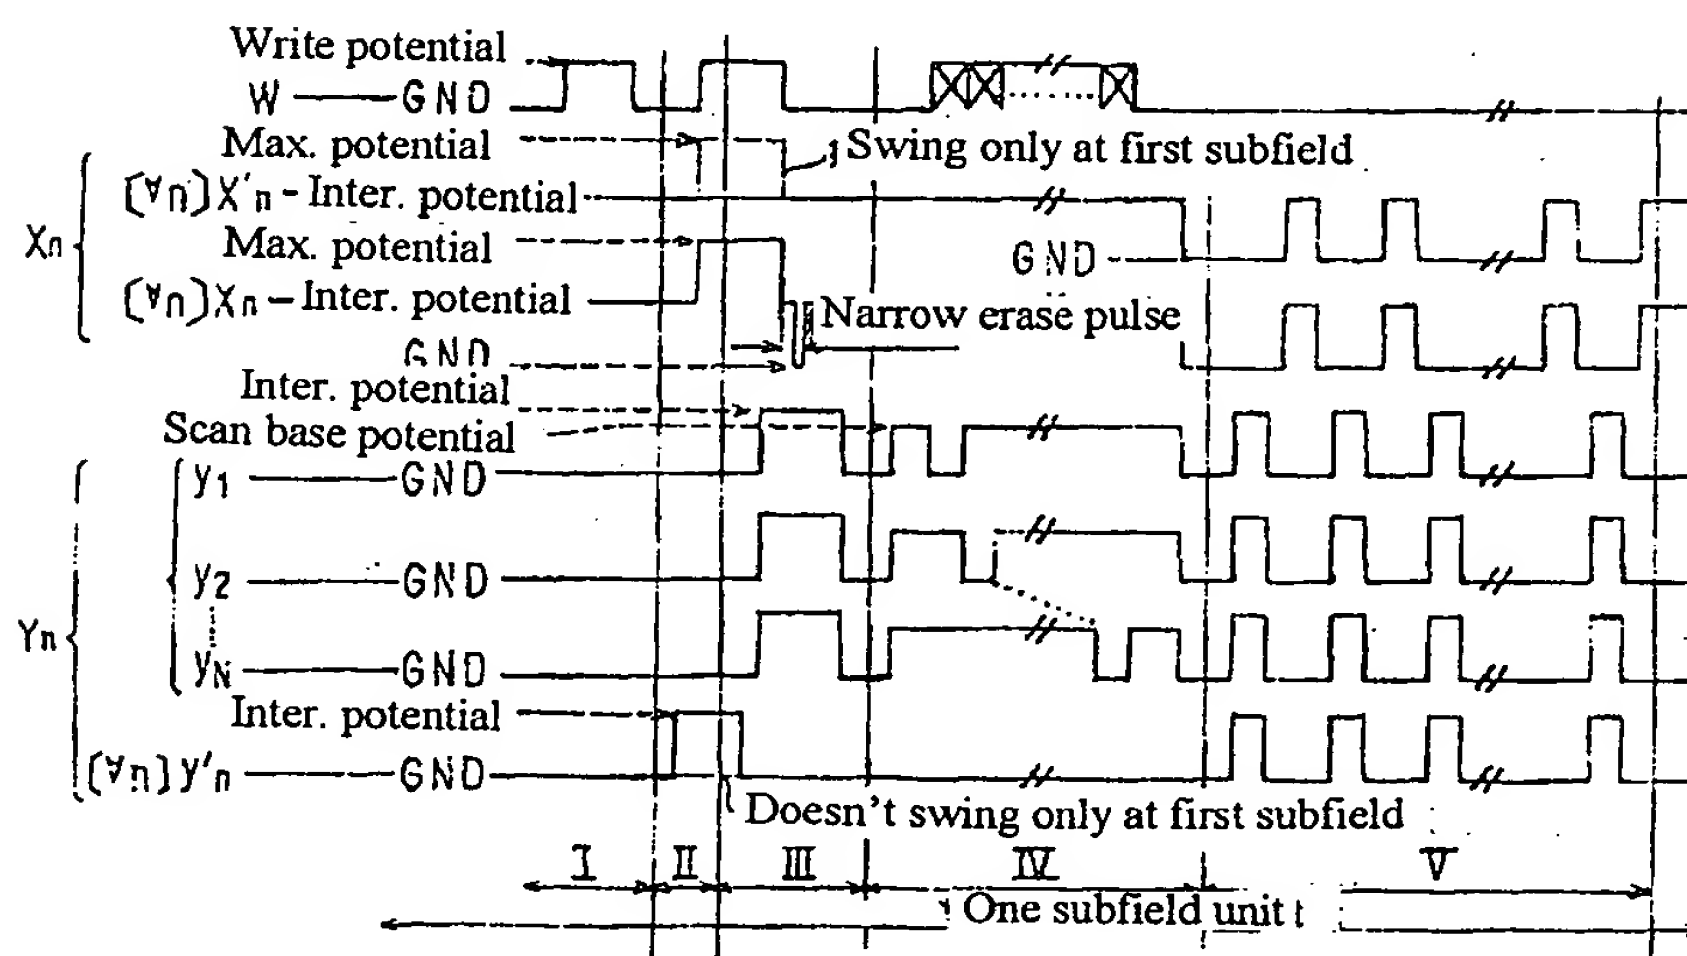 Write potential
W GND
Max. potential
Swing only at first subfield
(∀n)X'n - Inter. potential
Xn
Max. potential
GND
(∀n)Xn - Inter. potential
Narrow erase pulse
GND
Inter. potential
Scan base potential
y1 GND
y2 GND
Yn
yN GND
Inter. potential
(∀n)y'n GND
Doesn't swing only at first subfield
I II III IV V
One subfield unit